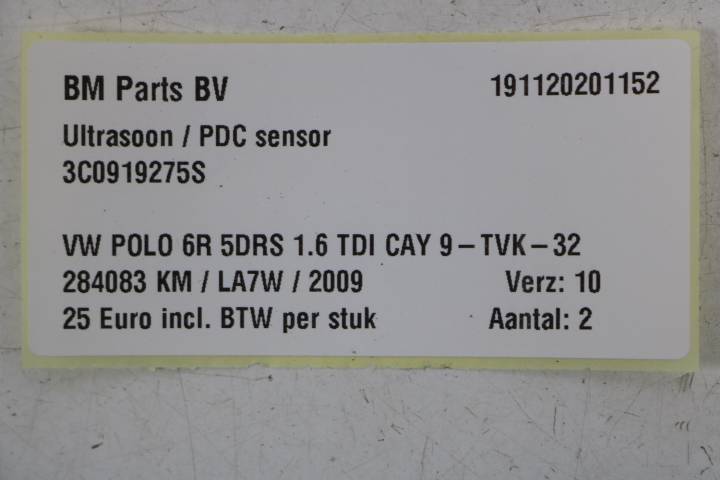 BM Parts BV 191120201152
Ultrasoon / PDC sensor
3C0919275S
VW POLO 6R 5DRS 1.6 TDI CAY 9-TVK-32
284083 KM / LA7W / 2009 Verz: 10
25 Euro incl. BTW per stuk Aantal: 2